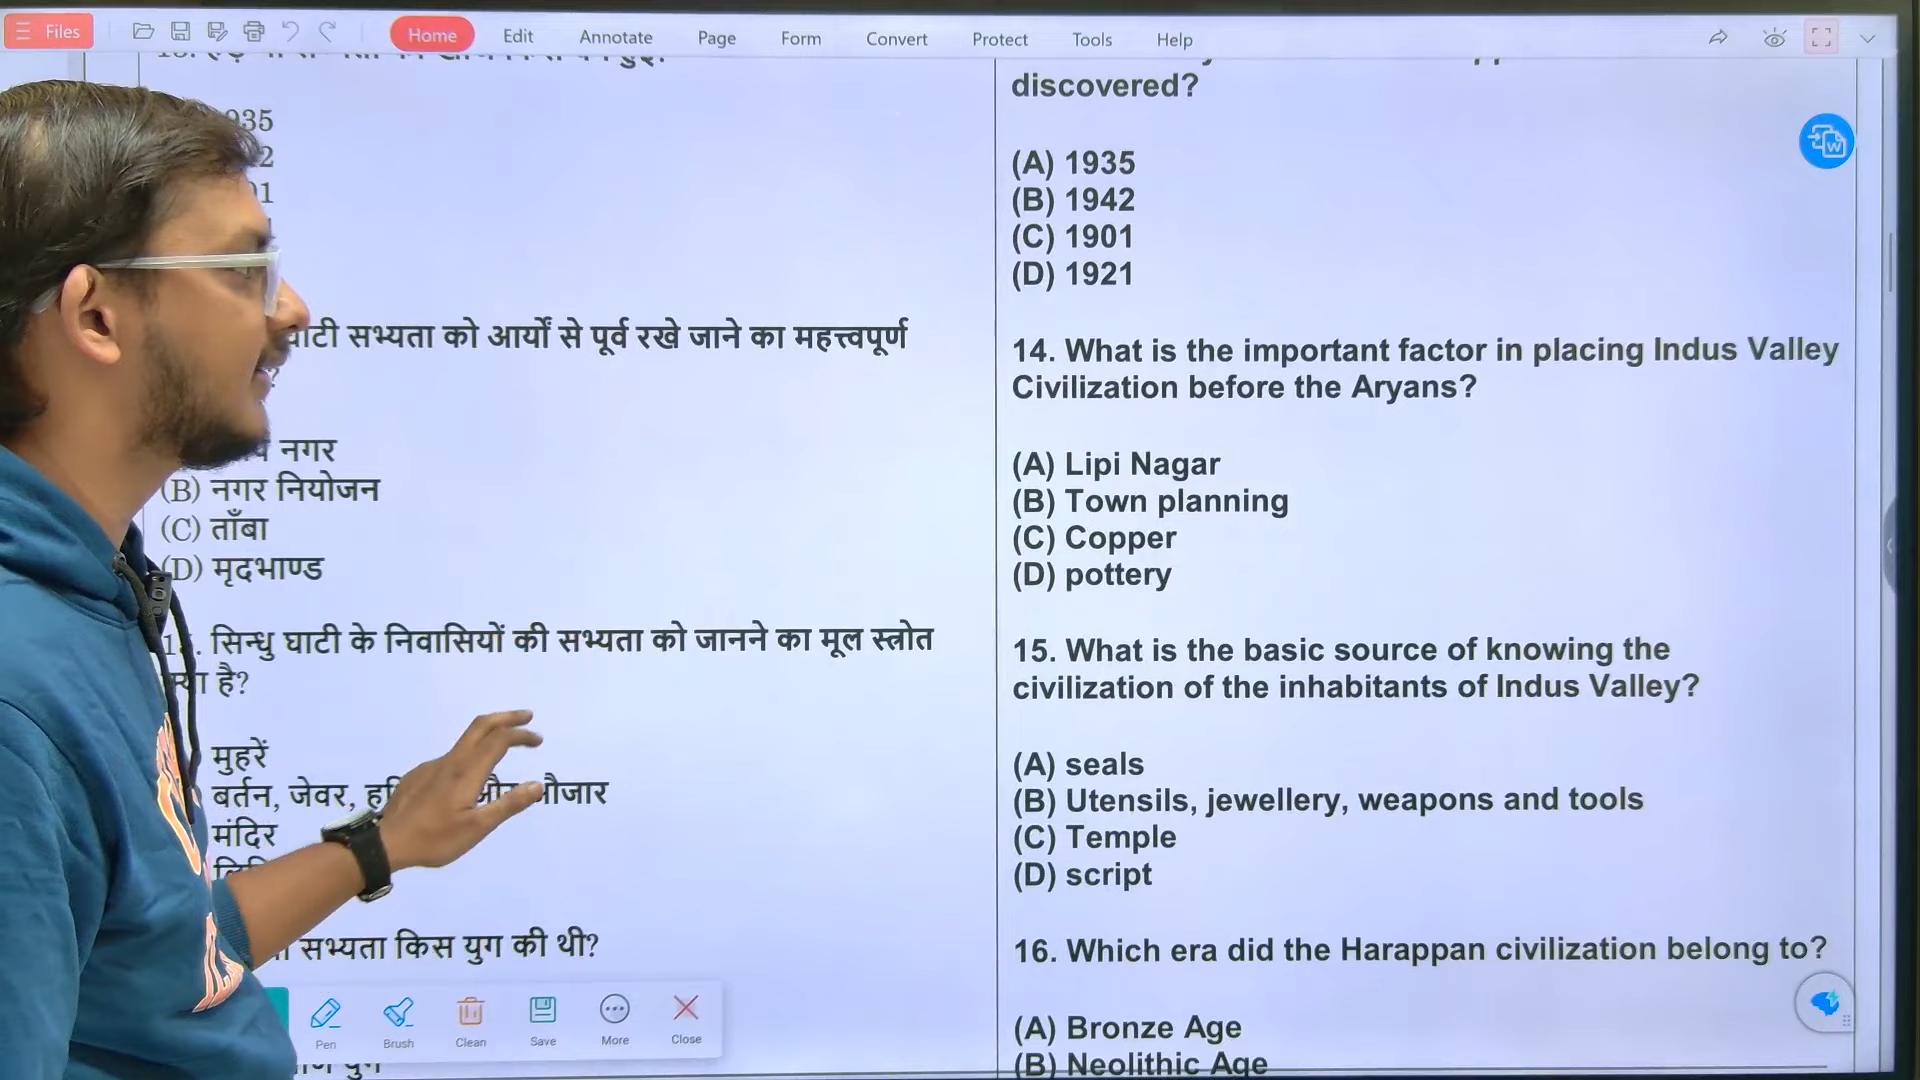 Files
Home Edit Annotate Page Form Convert Protect Tools Help
935
2
1
घाटी सभ्यता को आर्यों से पूर्व रखे जाने का महत्त्वपूर्ण
?
नगर
(B) नगर नियोजन
(C) ताँबा
(D) मृदभाण्ड
सिन्धु घाटी के निवासियों की सभ्यता को जानने का मूल स्त्रोत
क्या है?
मुहरें
बर्तन, जेवर, और औजार
मंदिर
सभ्यता किस युग की थी?
युग
discovered?
(A) 1935
(B) 1942
(C) 1901
(D) 1921
14. What is the important factor in placing Indus Valley
Civilization before the Aryans?
(A) Lipi Nagar
(B) Town planning
(C) Copper
(D) pottery
15. What is the basic source of knowing the
civilization of the inhabitants of Indus Valley?
(A) seals
(B) Utensils, jewellery, weapons and tools
(C) Temple
(D) script
16. Which era did the Harappan civilization belong to?
(A) Bronze Age
(B) Neolithic Age
Pen Brush Clean Save More Close
W